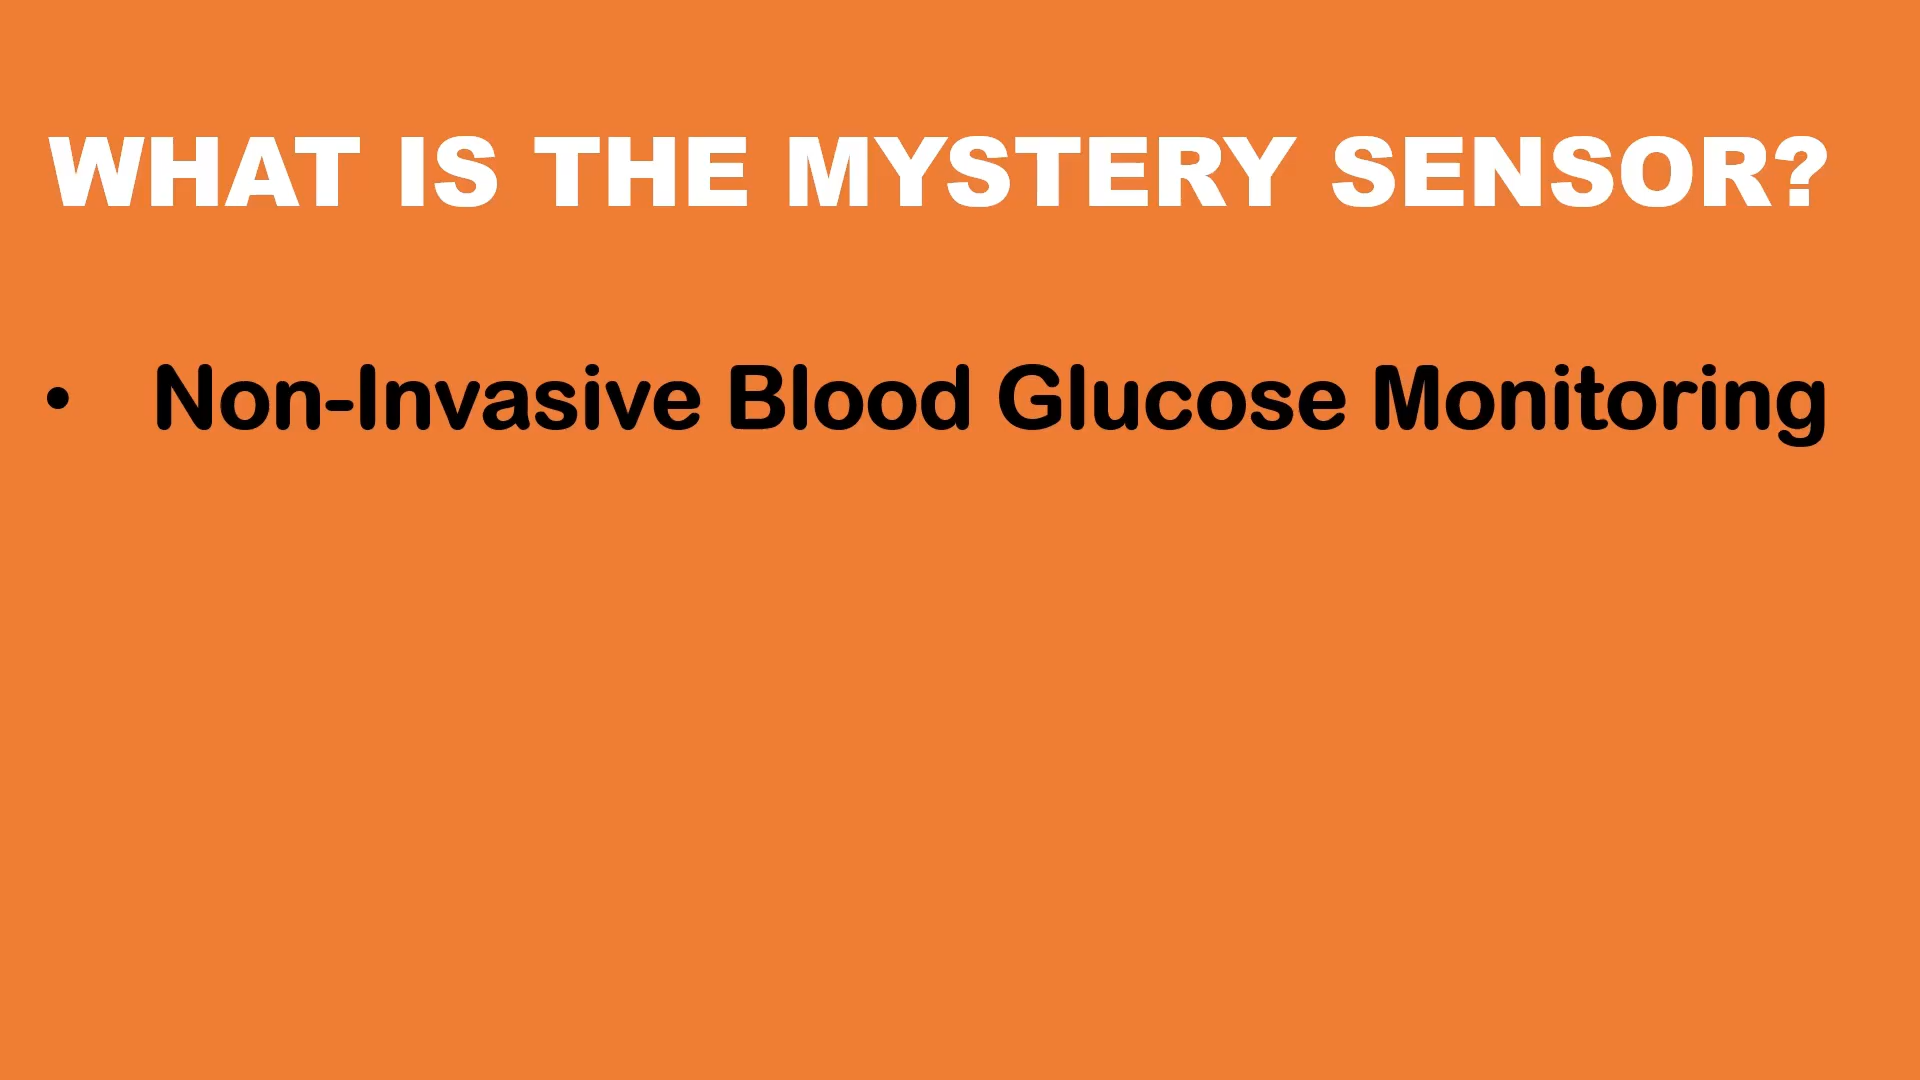 WHAT IS THE MYSTERY SENSOR?
• Non-Invasive Blood Glucose Monitoring